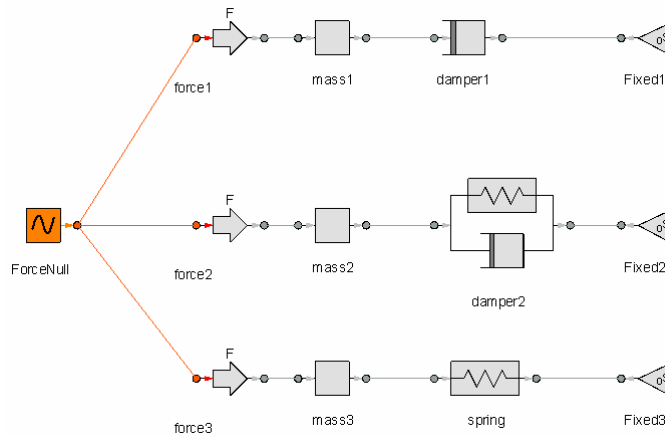 F
force1
mass1
damper1
Fixed1
F
ForceNull
force2
mass2
damper2
Fixed2
F
force3
mass3
spring
Fixed3